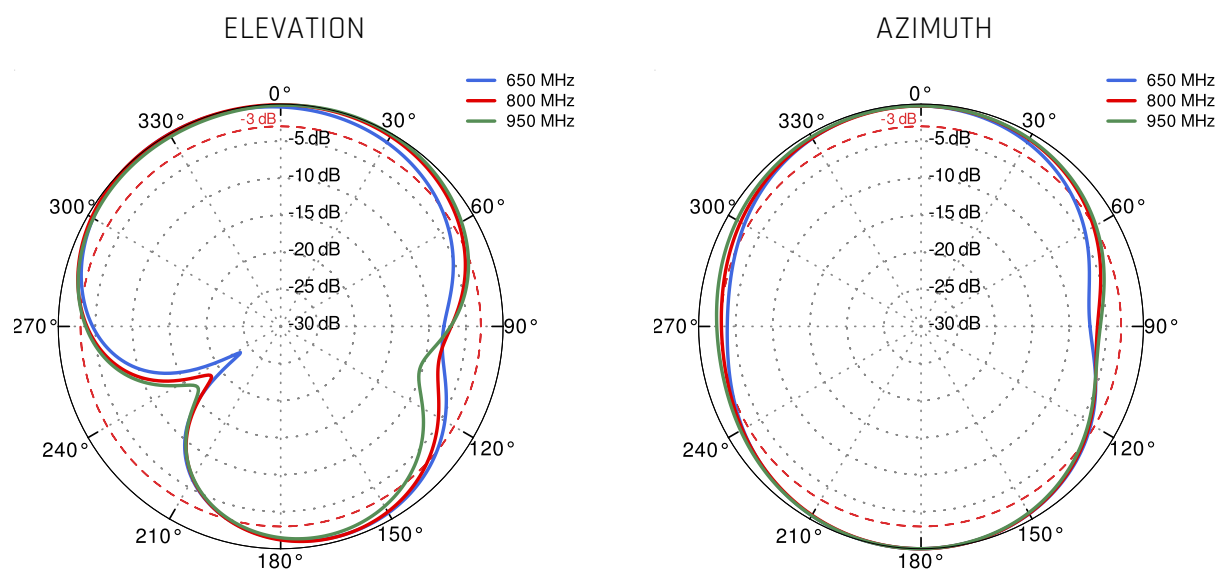 ELEVATION
650 MHz
800 MHz
950 MHz
0°
-3 dB
330°
30°
-5 dB
-10 dB
300°
60°
-15 dB
-20 dB
-25 dB
270°
-30 dB
90°
240°
120°
210°
150°
180°
AZIMUTH
650 MHz
800 MHz
950 MHz
0°
-3 dB
330°
30°
-5 dB
-10 dB
300°
60°
-15 dB
-20 dB
-25 dB
270°
-30 dB
90°
240°
120°
210°
150°
180°